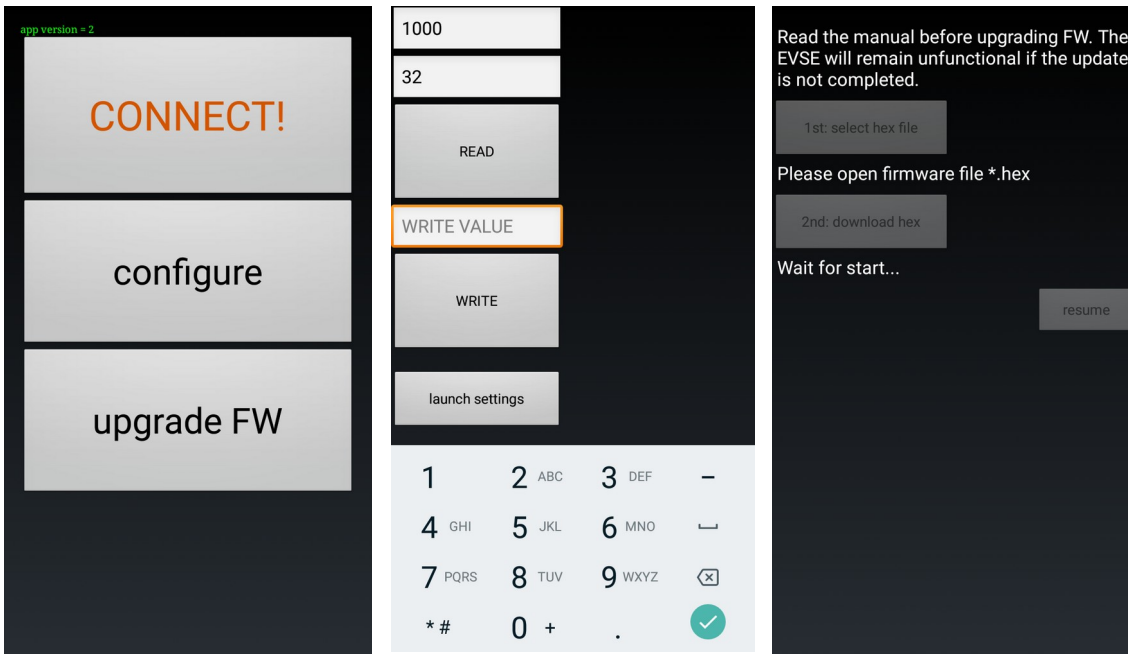 app version = 2
CONNECT!
configure
upgrade FW
1000
32
READ
WRITE VALUE
WRITE
launch settings
1
2 ABC
3 DEF
–
4 GHI
5 JKL
6 MNO
7 PQRS
8 TUV
9 WXYZ
* #
0 +
.
Read the manual before upgrading FW. The
EVSE will remain unfunctional if the update
is not completed.
1st: select hex file
Please open firmware file *.hex
2nd: download hex
Wait for start...
resume